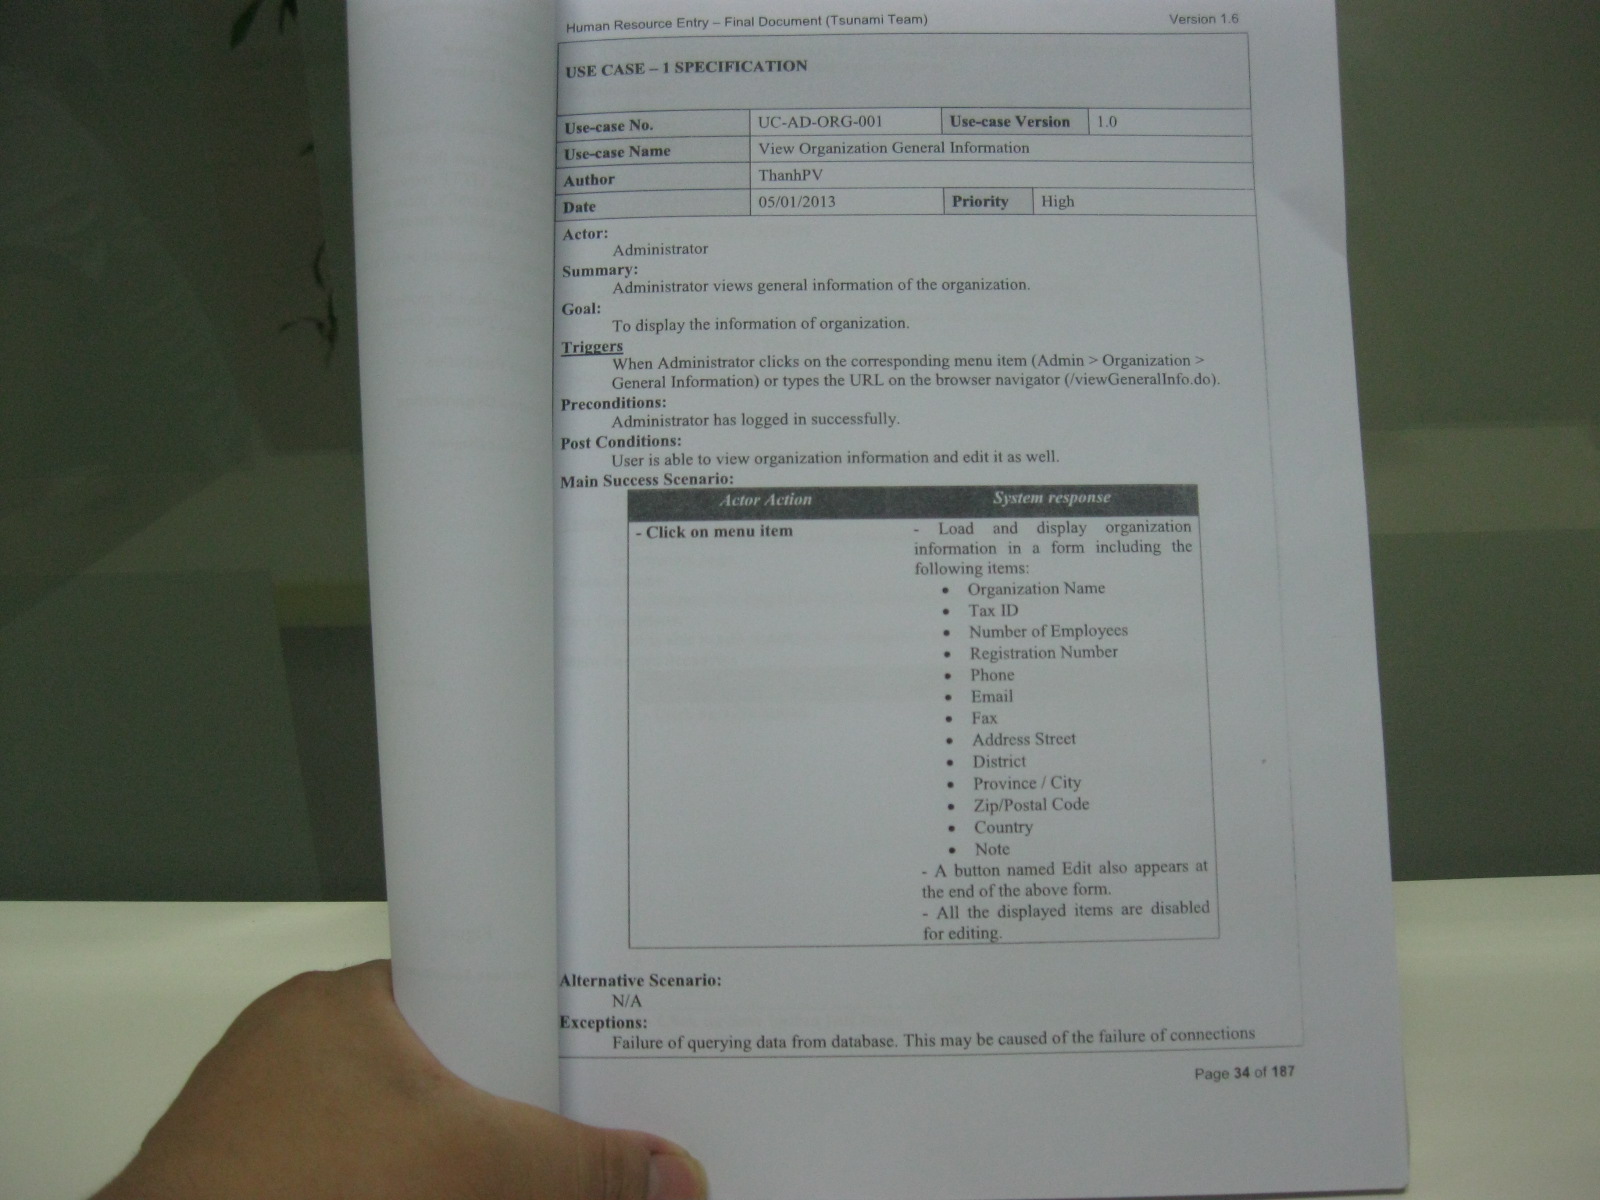 Human Resource Entry – Final Document (Tsunami Team) Version 1.6
USE CASE – 1 SPECIFICATION
Use-case No. UC-AD-ORG-001 Use-case Version 1.0
Use-case Name View Organization General Information
Author ThanhPV
Date 05/01/2013 Priority High
Actor:
Administrator
Summary:
Administrator views general information of the organization.
Goal:
To display the information of organization.
Triggers
When Administrator clicks on the corresponding menu item (Admin > Organization >
General Information) or types the URL on the browser navigator (/viewGeneralInfo.do).
Preconditions:
Administrator has logged in successfully.
Post Conditions:
User is able to view organization information and edit it as well.
Main Success Scenario:
Actor Action System response
- Click on menu item - Load and display organization
information in a form including the
following items:
• Organization Name
• Tax ID
• Number of Employees
• Registration Number
• Phone
• Email
• Fax
• Address Street
• District
• Province / City
• Zip/Postal Code
• Country
• Note
- A button named Edit also appears at
the end of the above form.
- All the displayed items are disabled
for editing.
Alternative Scenario:
N/A
Exceptions:
Failure of querying data from database. This may be caused of the failure of connections
Page 34 of 187